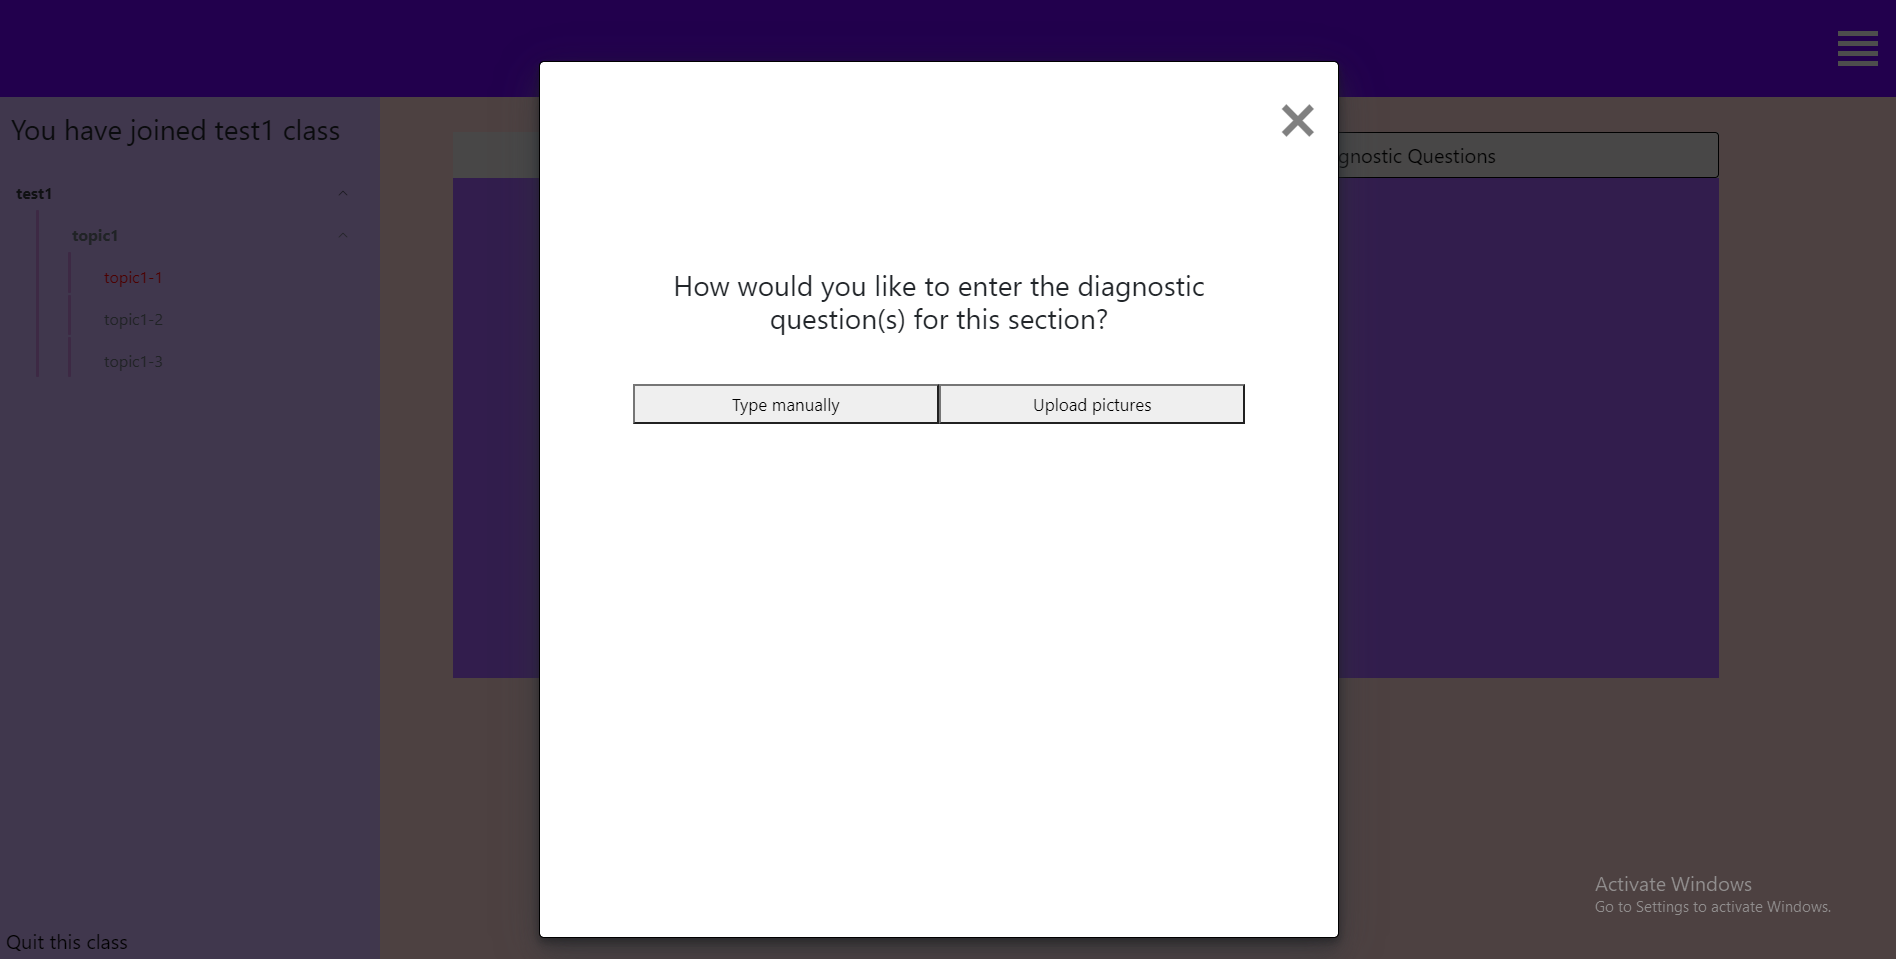 You have joined test1 class
test1
topic1
topic1-1
topic1-2
topic1-3
Quit this class
gnostic Questions
How would you like to enter the diagnostic
question(s) for this section?
Type manually
Upload pictures
Activate Windows
Go to Settings to activate Windows.